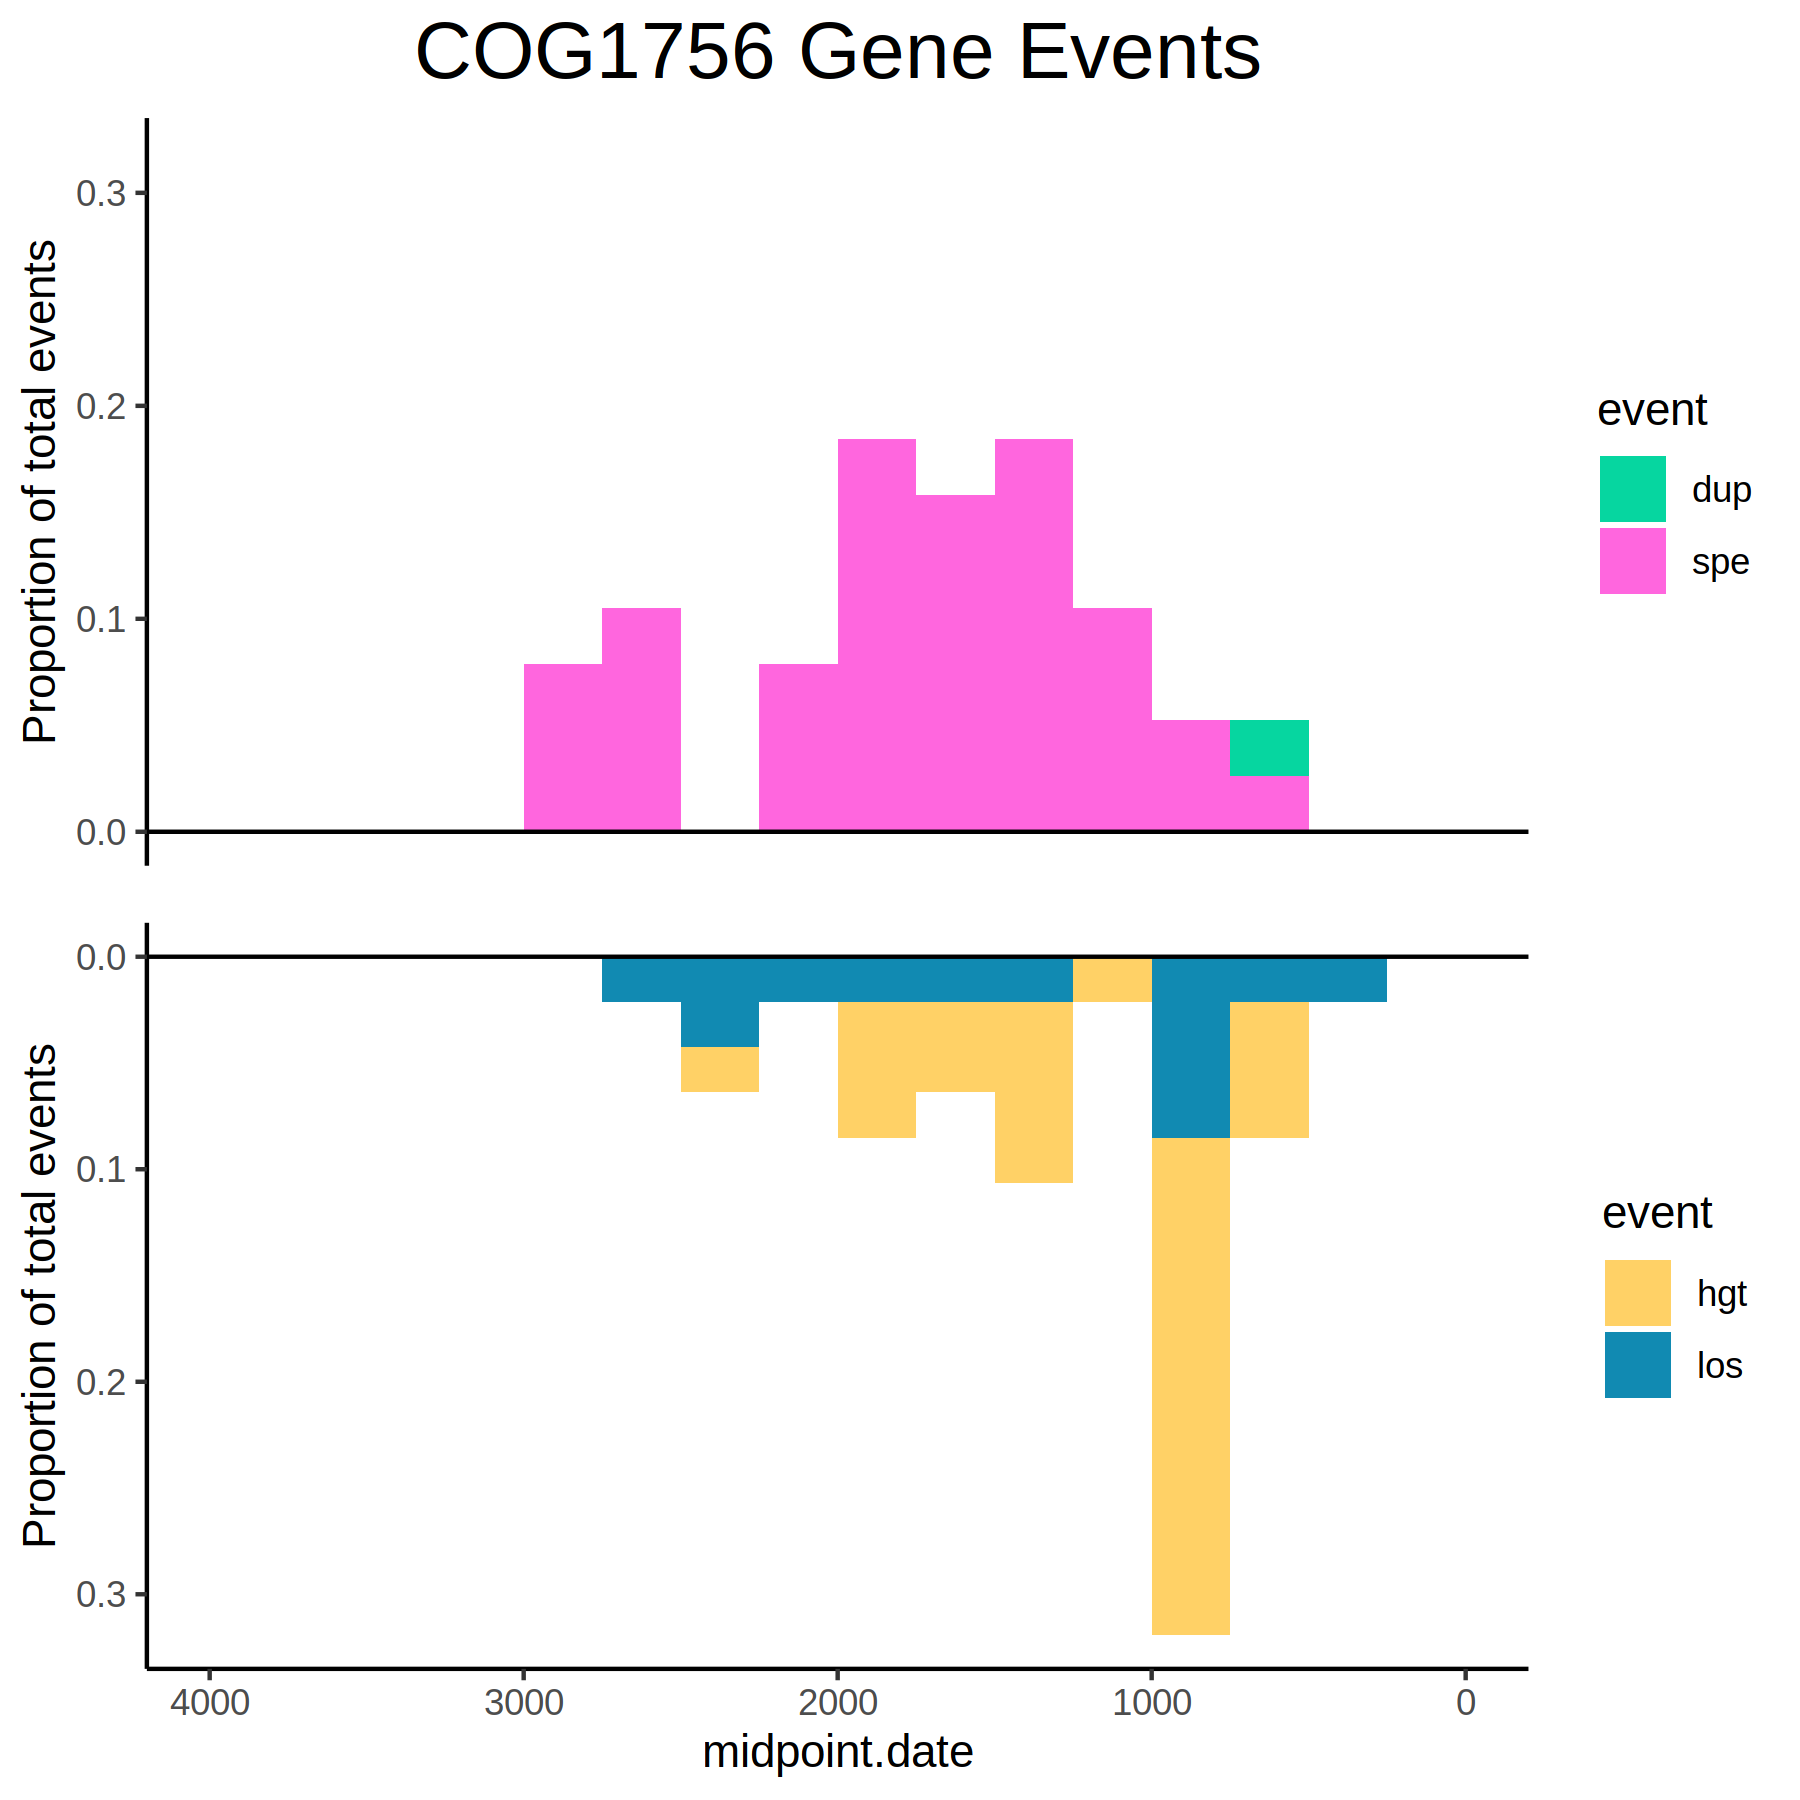 COG1756 Gene Events
Proportion of total events
0.3
0.2
0.1
0.0
event
dup
spe
Proportion of total events
0.0
0.1
0.2
0.3
event
hgt
los
4000 3000 2000 1000 0
midpoint.date